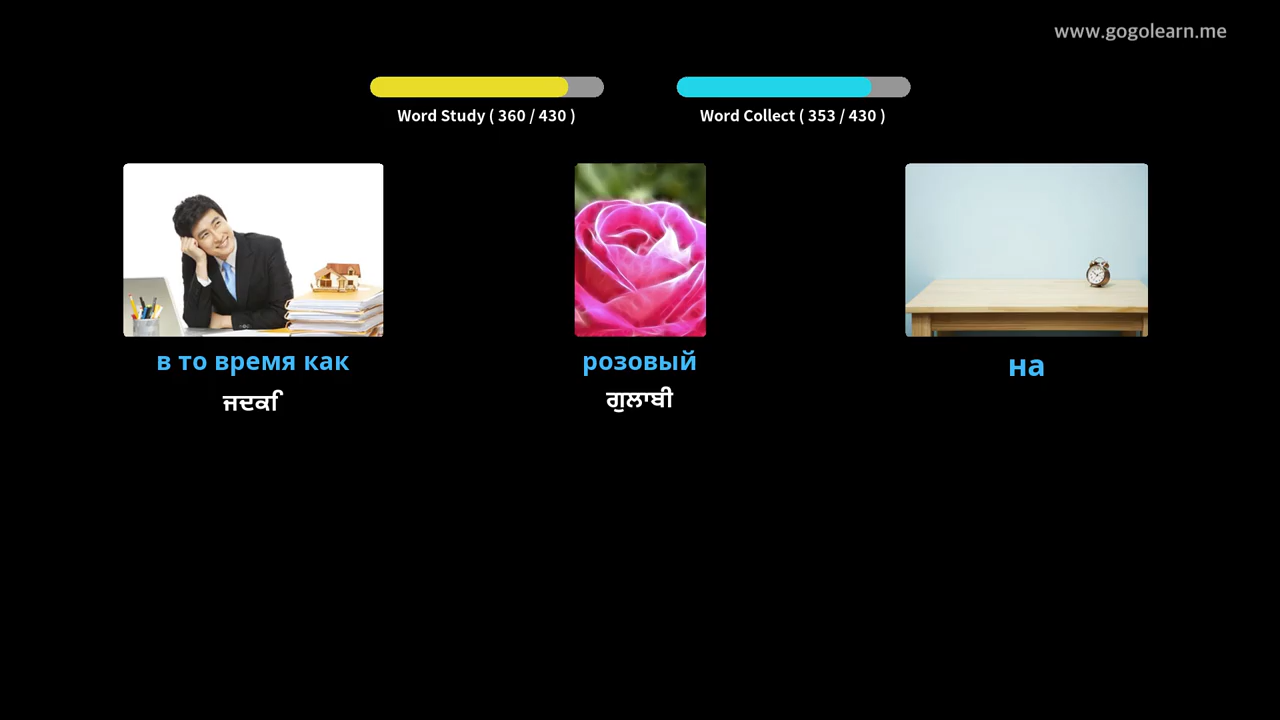 www.gogolearn.me
Word Study ( 360 / 430 )
Word Collect ( 353 / 430 )
в то время как
розовый
на
ਜਦਕਿ
ਗੁਲਾਬੀ